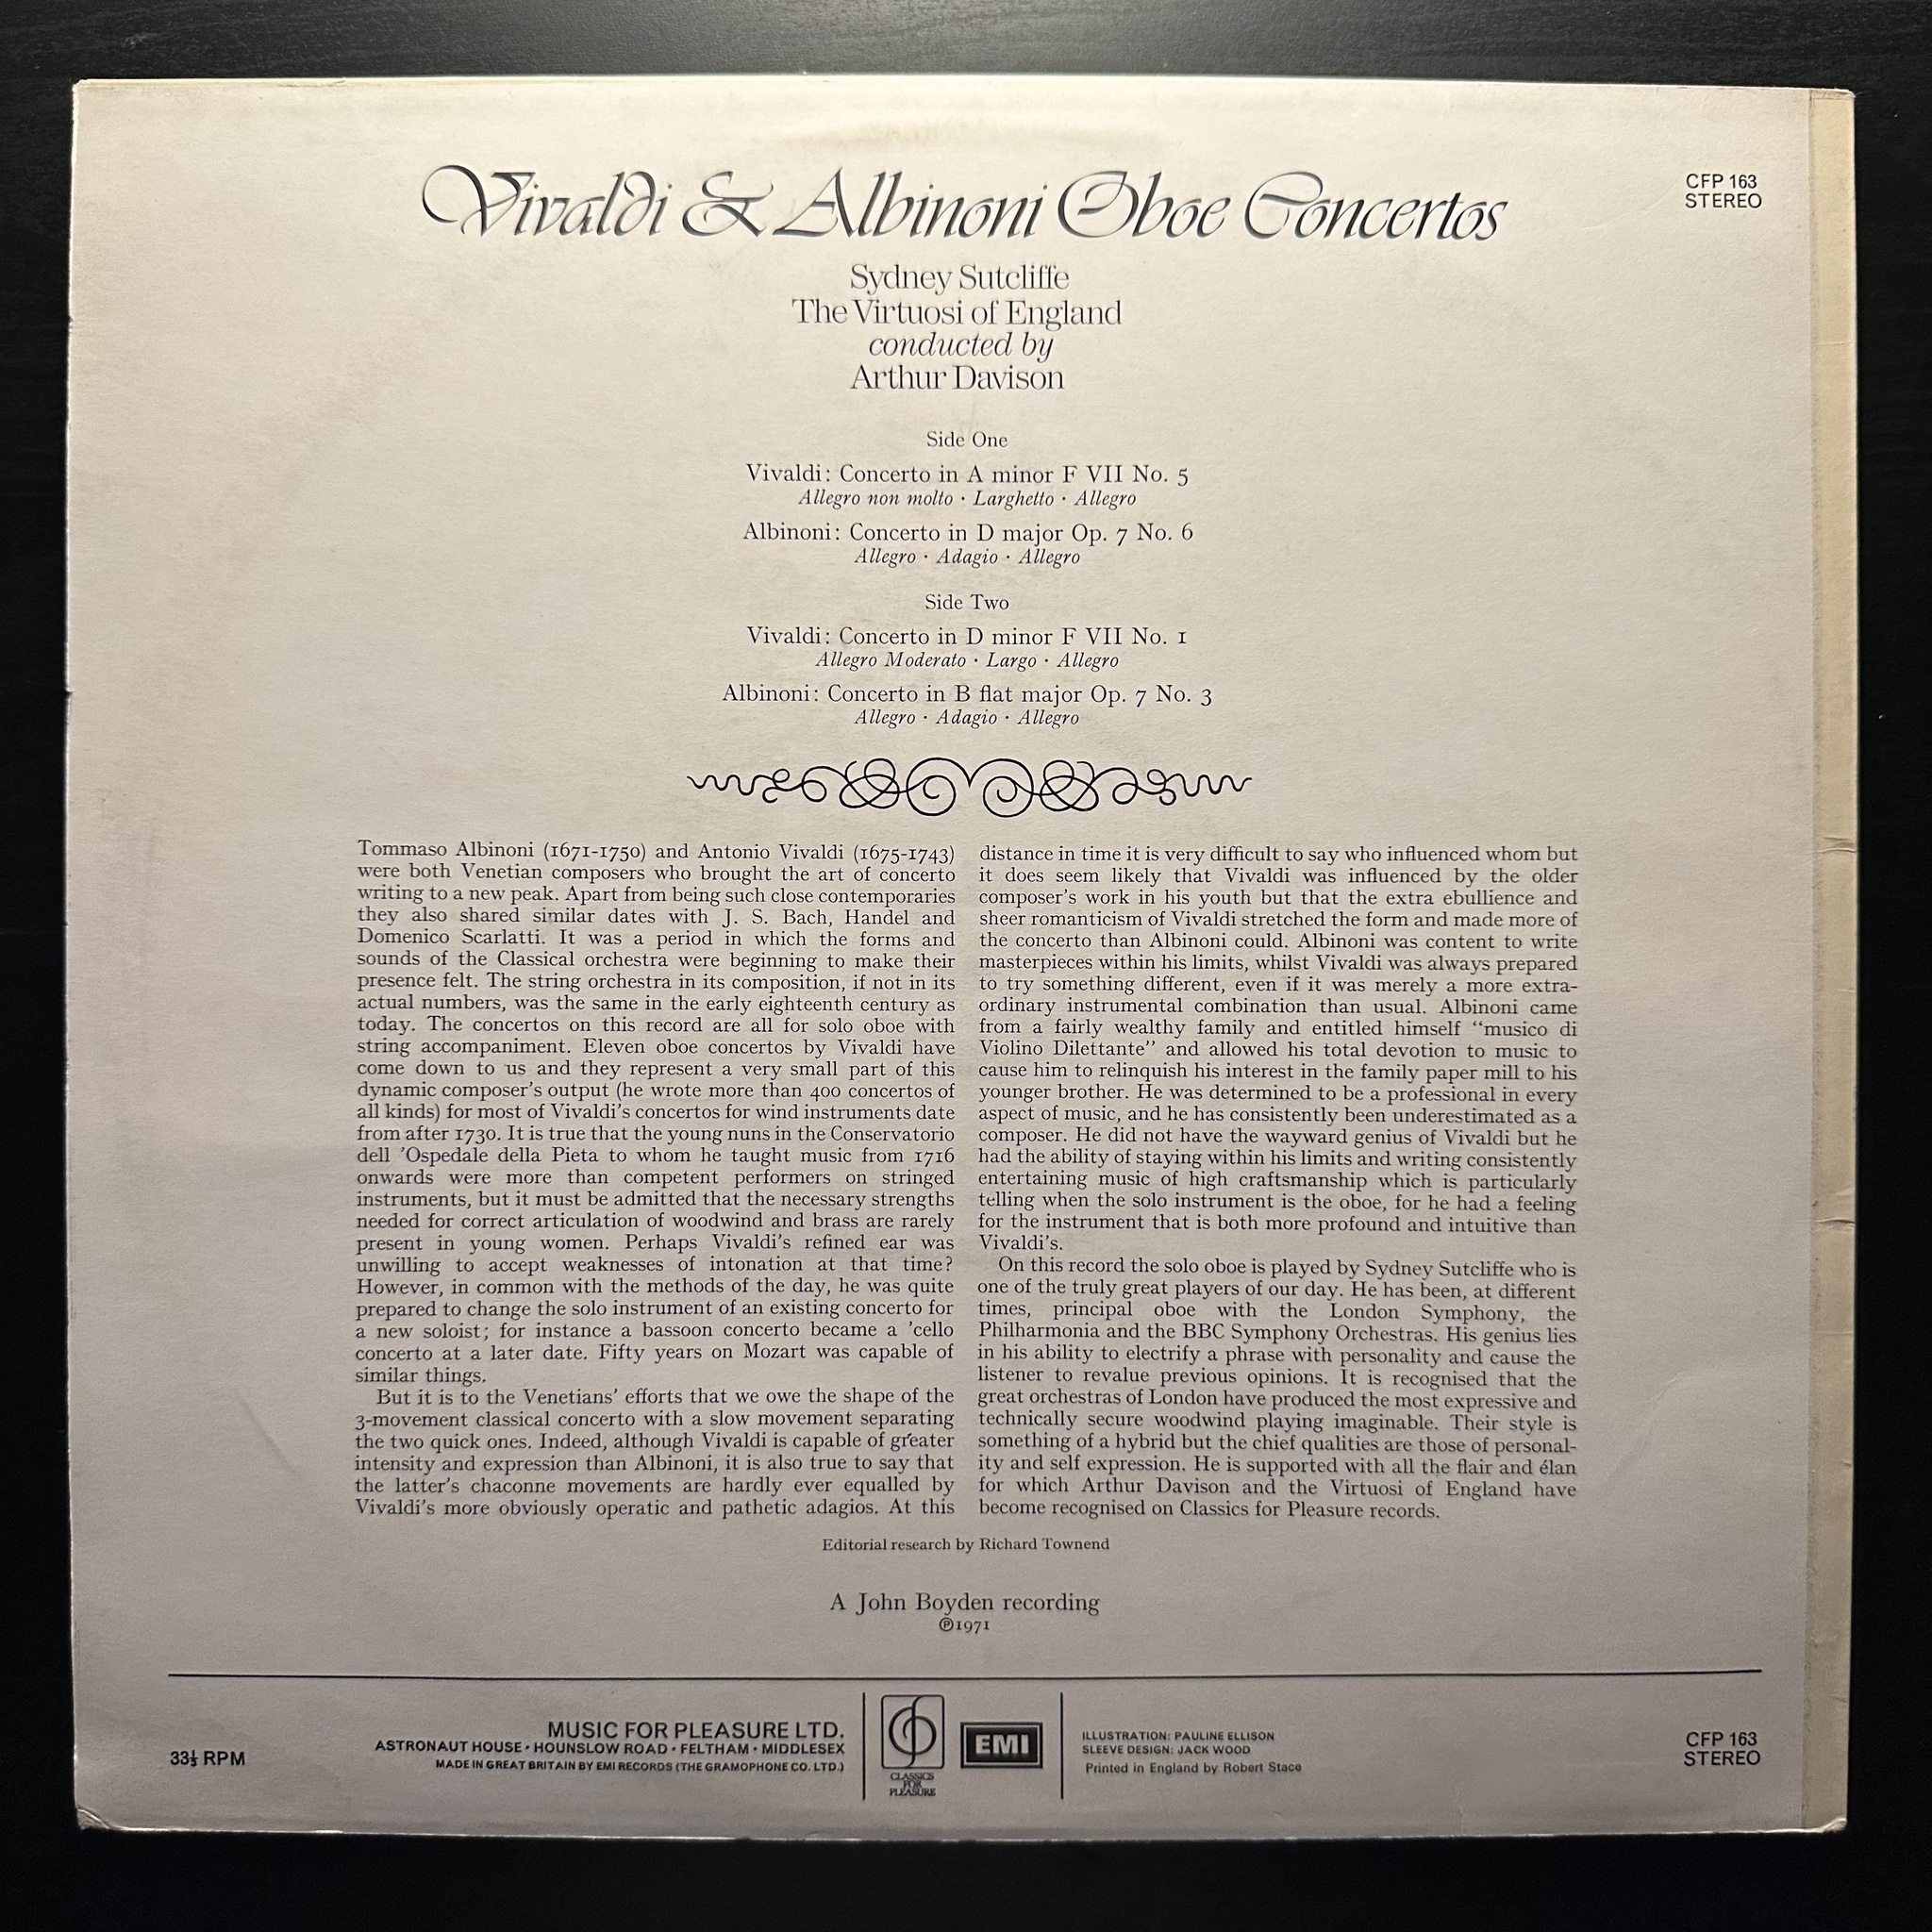 Vivaldi & Albinoni Oboe Concertos
CFP 163
STEREO
Sydney Sutcliffe
The Virtuosi of England
conducted by
Arthur Davison
Side One
Vivaldi: Concerto in A minor F VII No. 5
Allegro non molto · Larghetto · Allegro
Albinoni: Concerto in D major Op. 7 No. 6
Allegro · Adagio · Allegro
Side Two
Vivaldi: Concerto in D minor F VII No. 1
Allegro Moderato · Largo · Allegro
Albinoni: Concerto in B flat major Op. 7 No. 3
Allegro · Adagio · Allegro
Tommaso Albinoni (1671-1750) and Antonio Vivaldi (1675-1743)
were both Venetian composers who brought the art of concerto
writing to a new peak. Apart from being such close contemporaries
they also shared similar dates with J. S. Bach, Handel and
Domenico Scarlatti. It was a period in which the forms and
sounds of the Classical orchestra were beginning to make their
presence felt. The string orchestra in its composition, if not in its
actual numbers, was the same in the early eighteenth century as
today. The concertos on this record are all for solo oboe with
string accompaniment. Eleven oboe concertos by Vivaldi have
come down to us and they represent a very small part of this
dynamic composer's output (he wrote more than 400 concertos of
all kinds) for most of Vivaldi's concertos for wind instruments date
from after 1730. It is true that the young nuns in the Conservatorio
dell 'Ospedale della Pieta to whom he taught music from 1716
onwards were more than competent performers on stringed
instruments, but it must be admitted that the necessary strengths
needed for correct articulation of woodwind and brass are rarely
present in young women. Perhaps Vivaldi's refined ear was
unwilling to accept weaknesses of intonation at that time?
However, in common with the methods of the day, he was quite
prepared to change the solo instrument of an existing concerto for
a new soloist; for instance a bassoon concerto became a 'cello
concerto at a later date. Fifty years on Mozart was capable of
similar things.
But it is to the Venetians' efforts that we owe the shape of the
3-movement classical concerto with a slow movement separating
the two quick ones. Indeed, although Vivaldi is capable of greater
intensity and expression than Albinoni, it is also true to say that
the latter's chaconne movements are hardly ever equalled by
Vivaldi's more obviously operatic and pathetic adagios. At this
distance in time it is very difficult to say who influenced whom but
it does seem likely that Vivaldi was influenced by the older
composer's work in his youth but that the extra ebullience and
sheer romanticism of Vivaldi stretched the form and made more of
the concerto than Albinoni could. Albinoni was content to write
masterpieces within his limits, whilst Vivaldi was always prepared
to try something different, even if it was merely a more extra-
ordinary instrumental combination than usual. Albinoni came
from a fairly wealthy family and entitled himself "musico di
Violino Dilettante" and allowed his total devotion to music to
cause him to relinquish his interest in the family paper mill to his
younger brother. He was determined to be a professional in every
aspect of music, and he has consistently been underestimated as a
composer. He did not have the wayward genius of Vivaldi but he
had the ability of staying within his limits and writing consistently
entertaining music of high craftsmanship which is particularly
telling when the solo instrument is the oboe, for he had a feeling
for the instrument that is both more profound and intuitive than
Vivaldi's.
On this record the solo oboe is played by Sydney Sutcliffe who is
one of the truly great players of our day. He has been, at different
times, principal oboe with the London Symphony, the
Philharmonia and the BBC Symphony Orchestras. His genius lies
in his ability to electrify a phrase with personality and cause the
listener to revalue previous opinions. It is recognised that the
great orchestras of London have produced the most expressive and
technically secure woodwind playing imaginable. Their style is
something of a hybrid but the chief qualities are those of personal-
ity and self expression. He is supported with all the flair and élan
for which Arthur Davison and the Virtuosi of England have
become recognised on Classics for Pleasure records.
Editorial research by Richard Townend
A John Boyden recording
℗1971
33⅓ RPM
MUSIC FOR PLEASURE LTD.
ASTRONAUT HOUSE · HOUNSLOW ROAD · FELTHAM · MIDDLESEX
MADE IN GREAT BRITAIN BY EMI RECORDS (THE GRAMOPHONE CO. LTD.)
CLASSICS
FOR
PLEASURE
EMI
ILLUSTRATION: PAULINE ELLISON
SLEEVE DESIGN: JACK WOOD
Printed in England by Robert Stace
CFP 163
STEREO